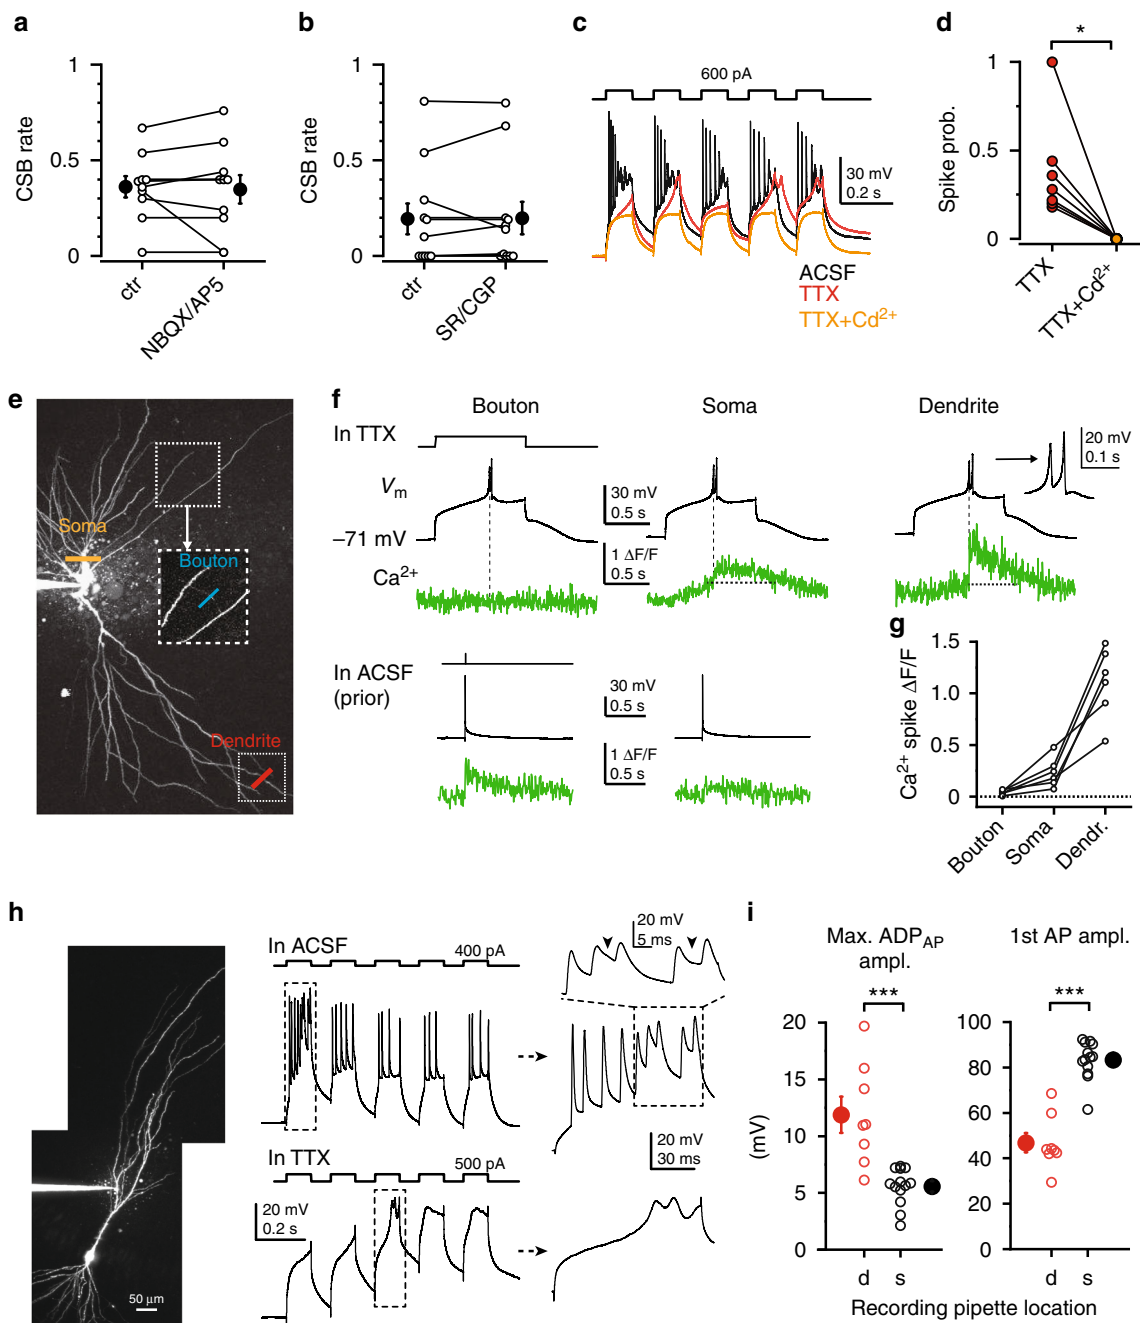 a
CSB rate
1
0.5
0
ctr
NBQX/AP5
b
CSB rate
1
0.5
0
ctr
SR/CGP
c
600 pA
30 mV
0.2 s
ACSF
TTX
TTX+Cd2+
d
*
Spike prob.
1
0
TTX
TTX+Cd2+
e
Soma
Bouton
Dendrite
f
Bouton
Soma
Dendrite
In TTX
Vm
−71 mV
Ca2+
30 mV
0.5 s
1 ΔF/F
0.5 s
20 mV
0.1 s
In ACSF
(prior)
30 mV
0.5 s
1 ΔF/F
0.5 s
g
Ca2+ spike ΔF/F
1.5
1.0
0.5
0
Bouton
Soma
Dendr.
h
50 µm
In ACSF
400 pA
20 mV
5 ms
In TTX
500 pA
20 mV
0.2 s
20 mV
30 ms
i
Max. ADPAP
ampl.
1st AP ampl.
***
***
(mV)
20
15
10
5
0
100
80
60
40
20
0
d
s
d
s
Recording pipette location